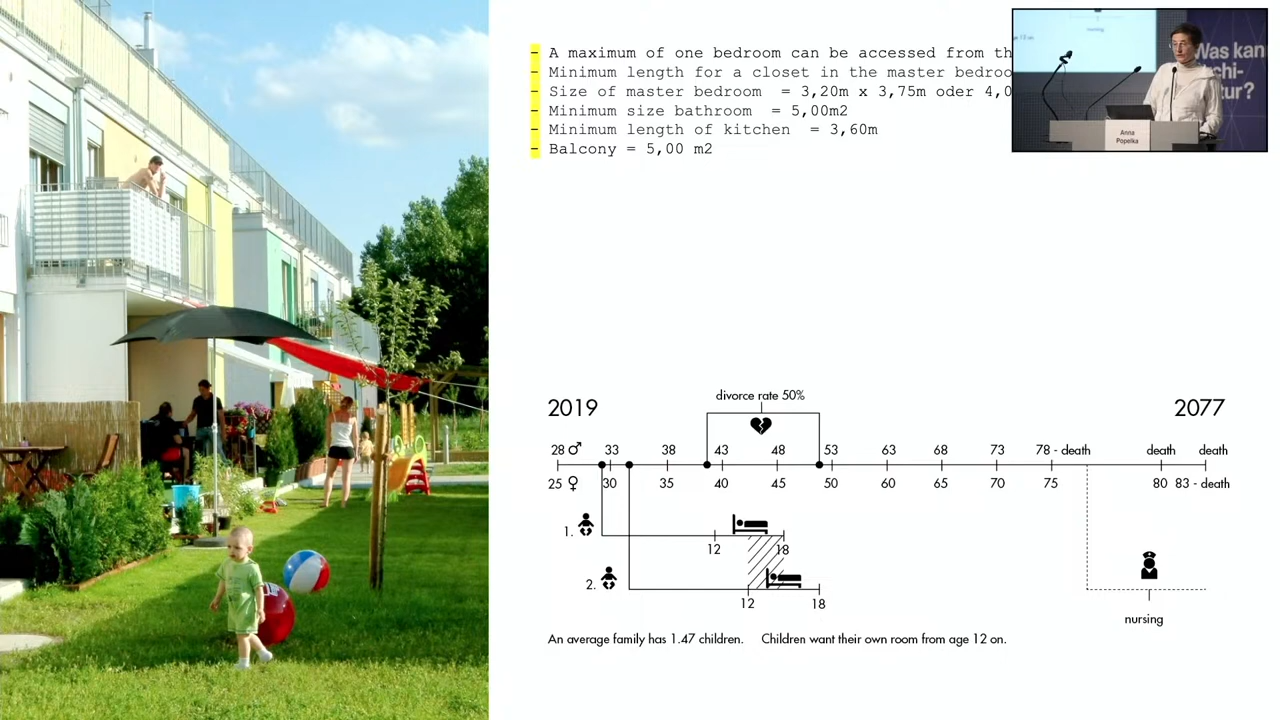 - A maximum of one bedroom can be accessed from th
- Minimum length for a closet in the master bedroo
- Size of master bedroom = 3,20m x 3,75m oder 4,0
- Minimum size bathroom = 5,00m2
- Minimum length of kitchen = 3,60m
- Balcony = 5,00 m2
nursing
Was kan
chi-
tur?
Anna
Popelka
divorce rate 50%
2019 2077
28 ♂ 33 38 43 48 53 63 68 73 78 - death death death
25 ♀ 30 35 40 45 50 60 65 70 75 80 83 - death
1.
12 18
2.
12 18
nursing
An average family has 1.47 children. Children want their own room from age 12 on.